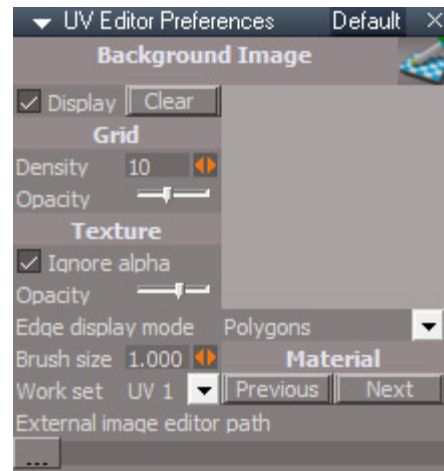 UV Editor Preferences Default
Background Image
Display Clear
Grid
Density 10
Opacity
Texture
Ignore alpha
Opacity
Edge display mode Polygons
Brush size 1.000 Material
Work set UV 1 Previous Next
External image editor path
...